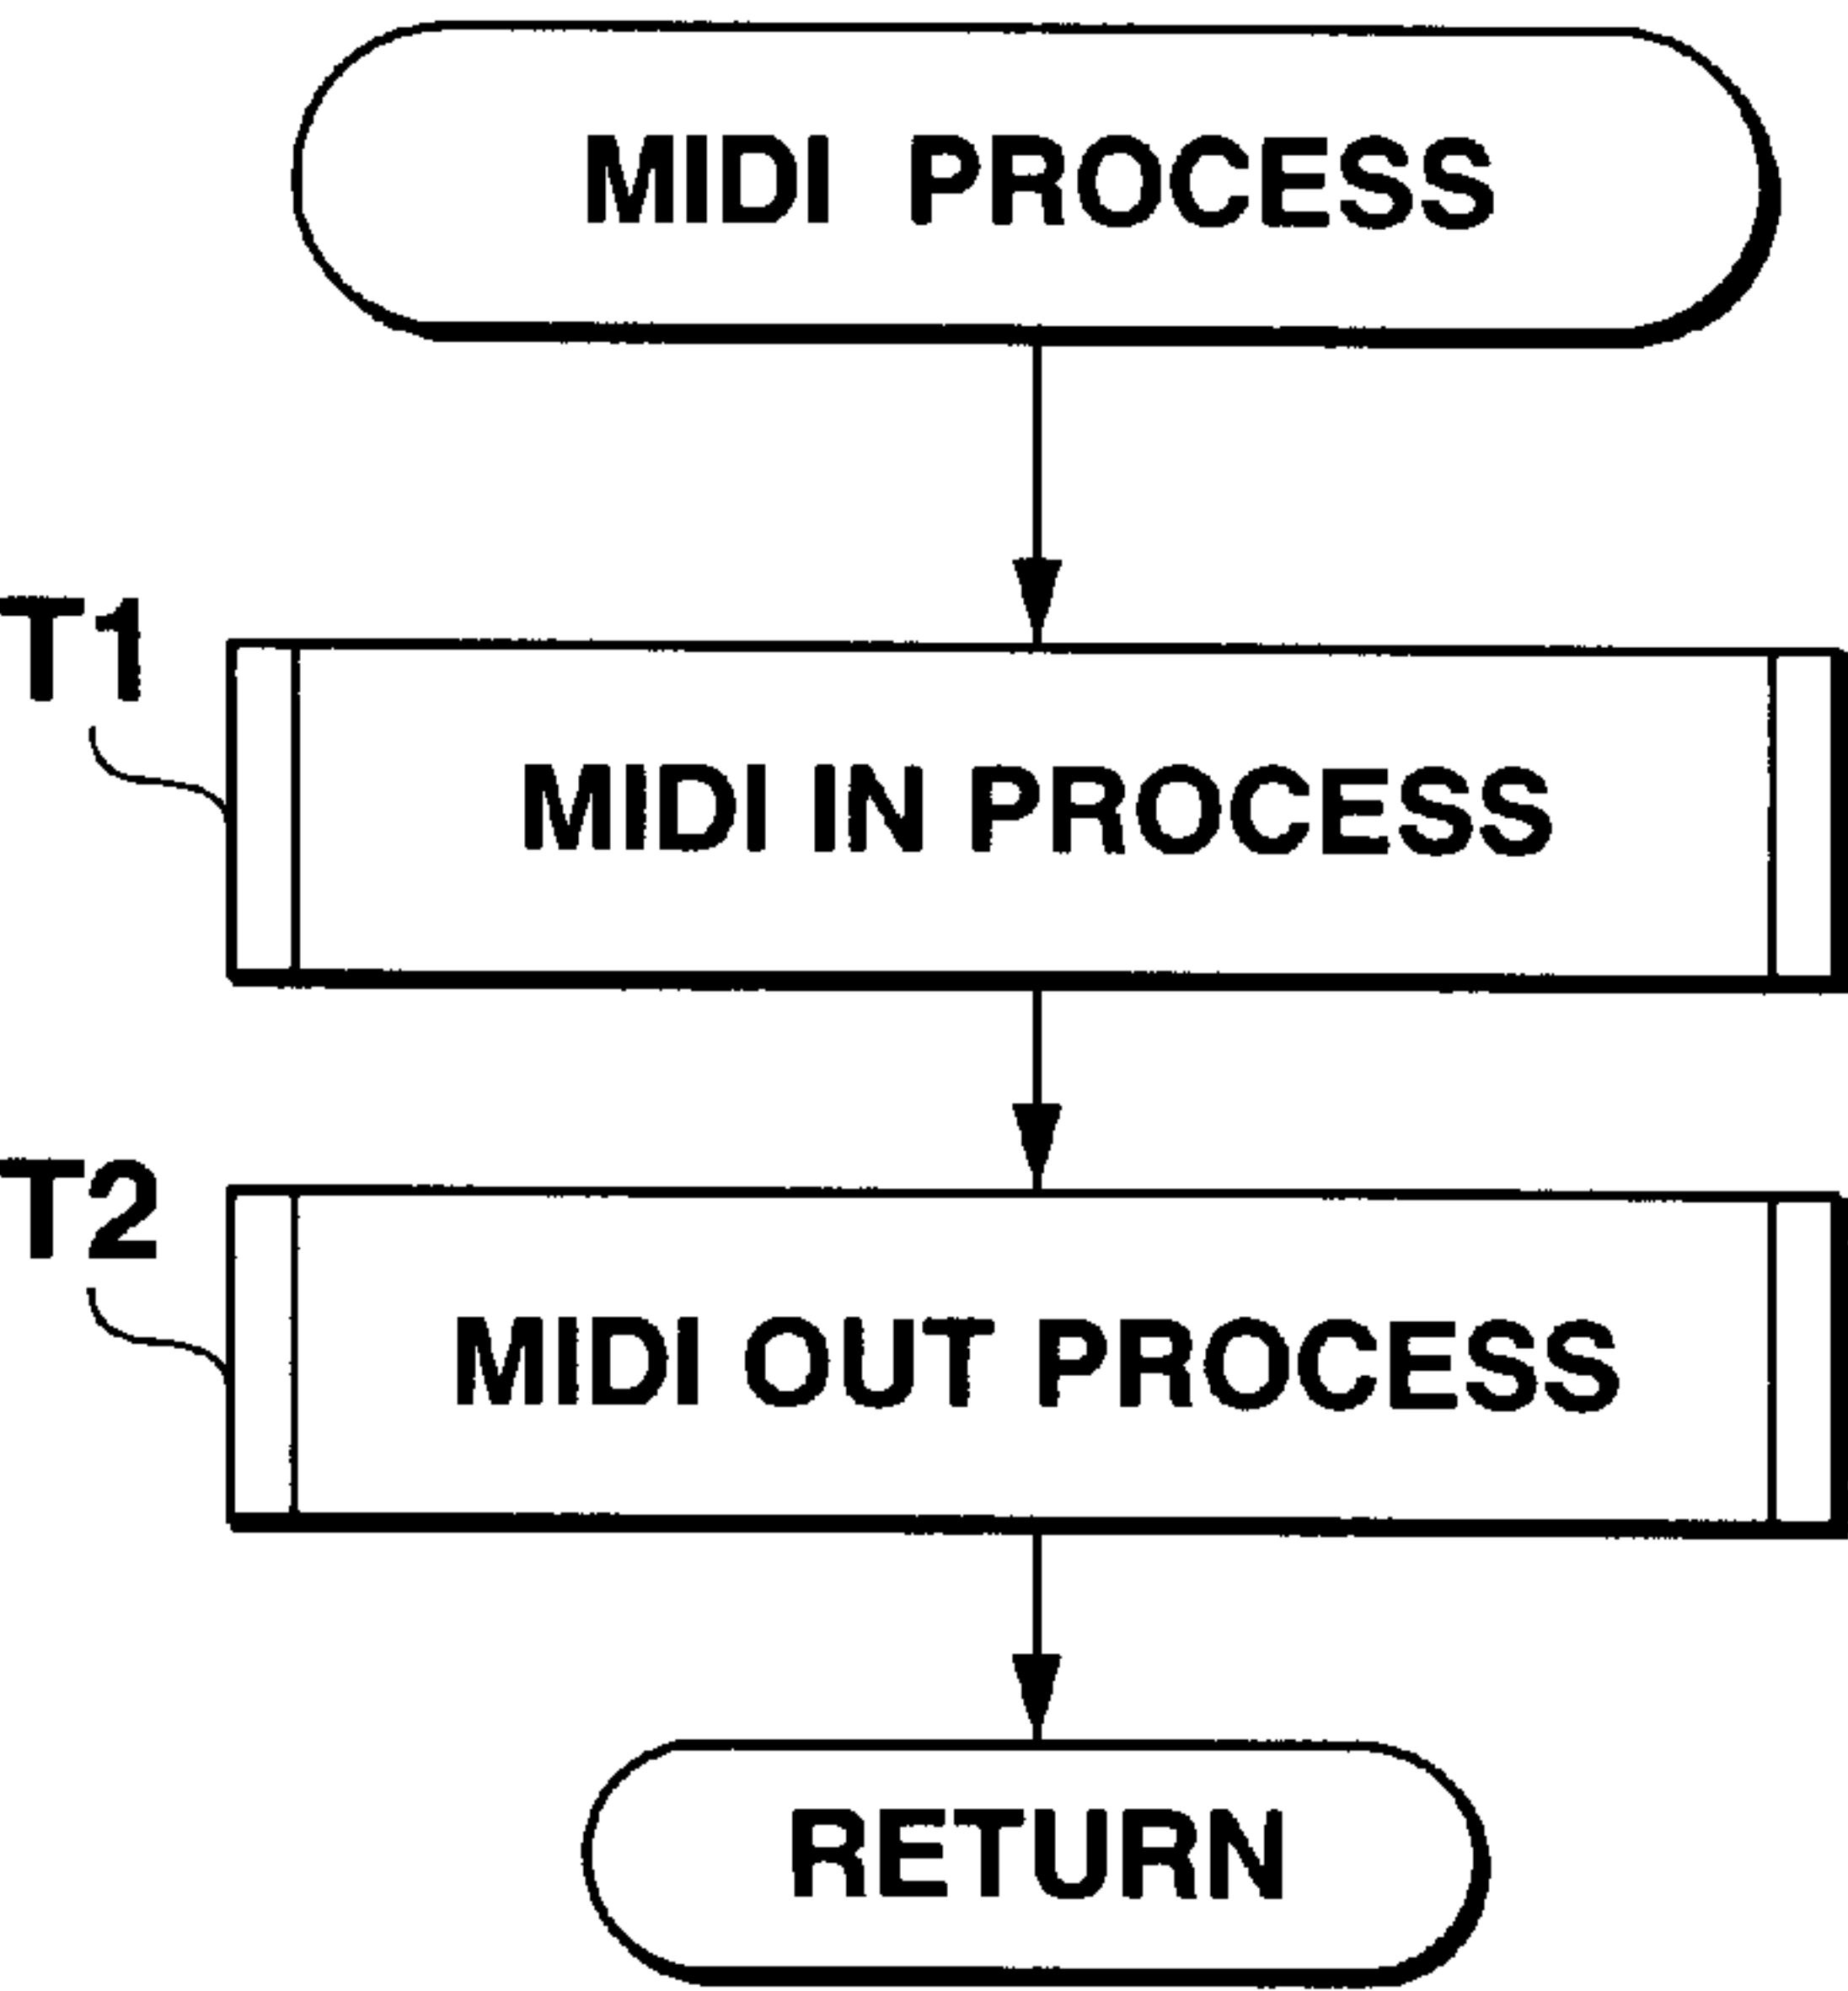 MIDI PROCESS
T1
MIDI IN PROCESS
T2
MIDI OUT PROCESS
RETURN